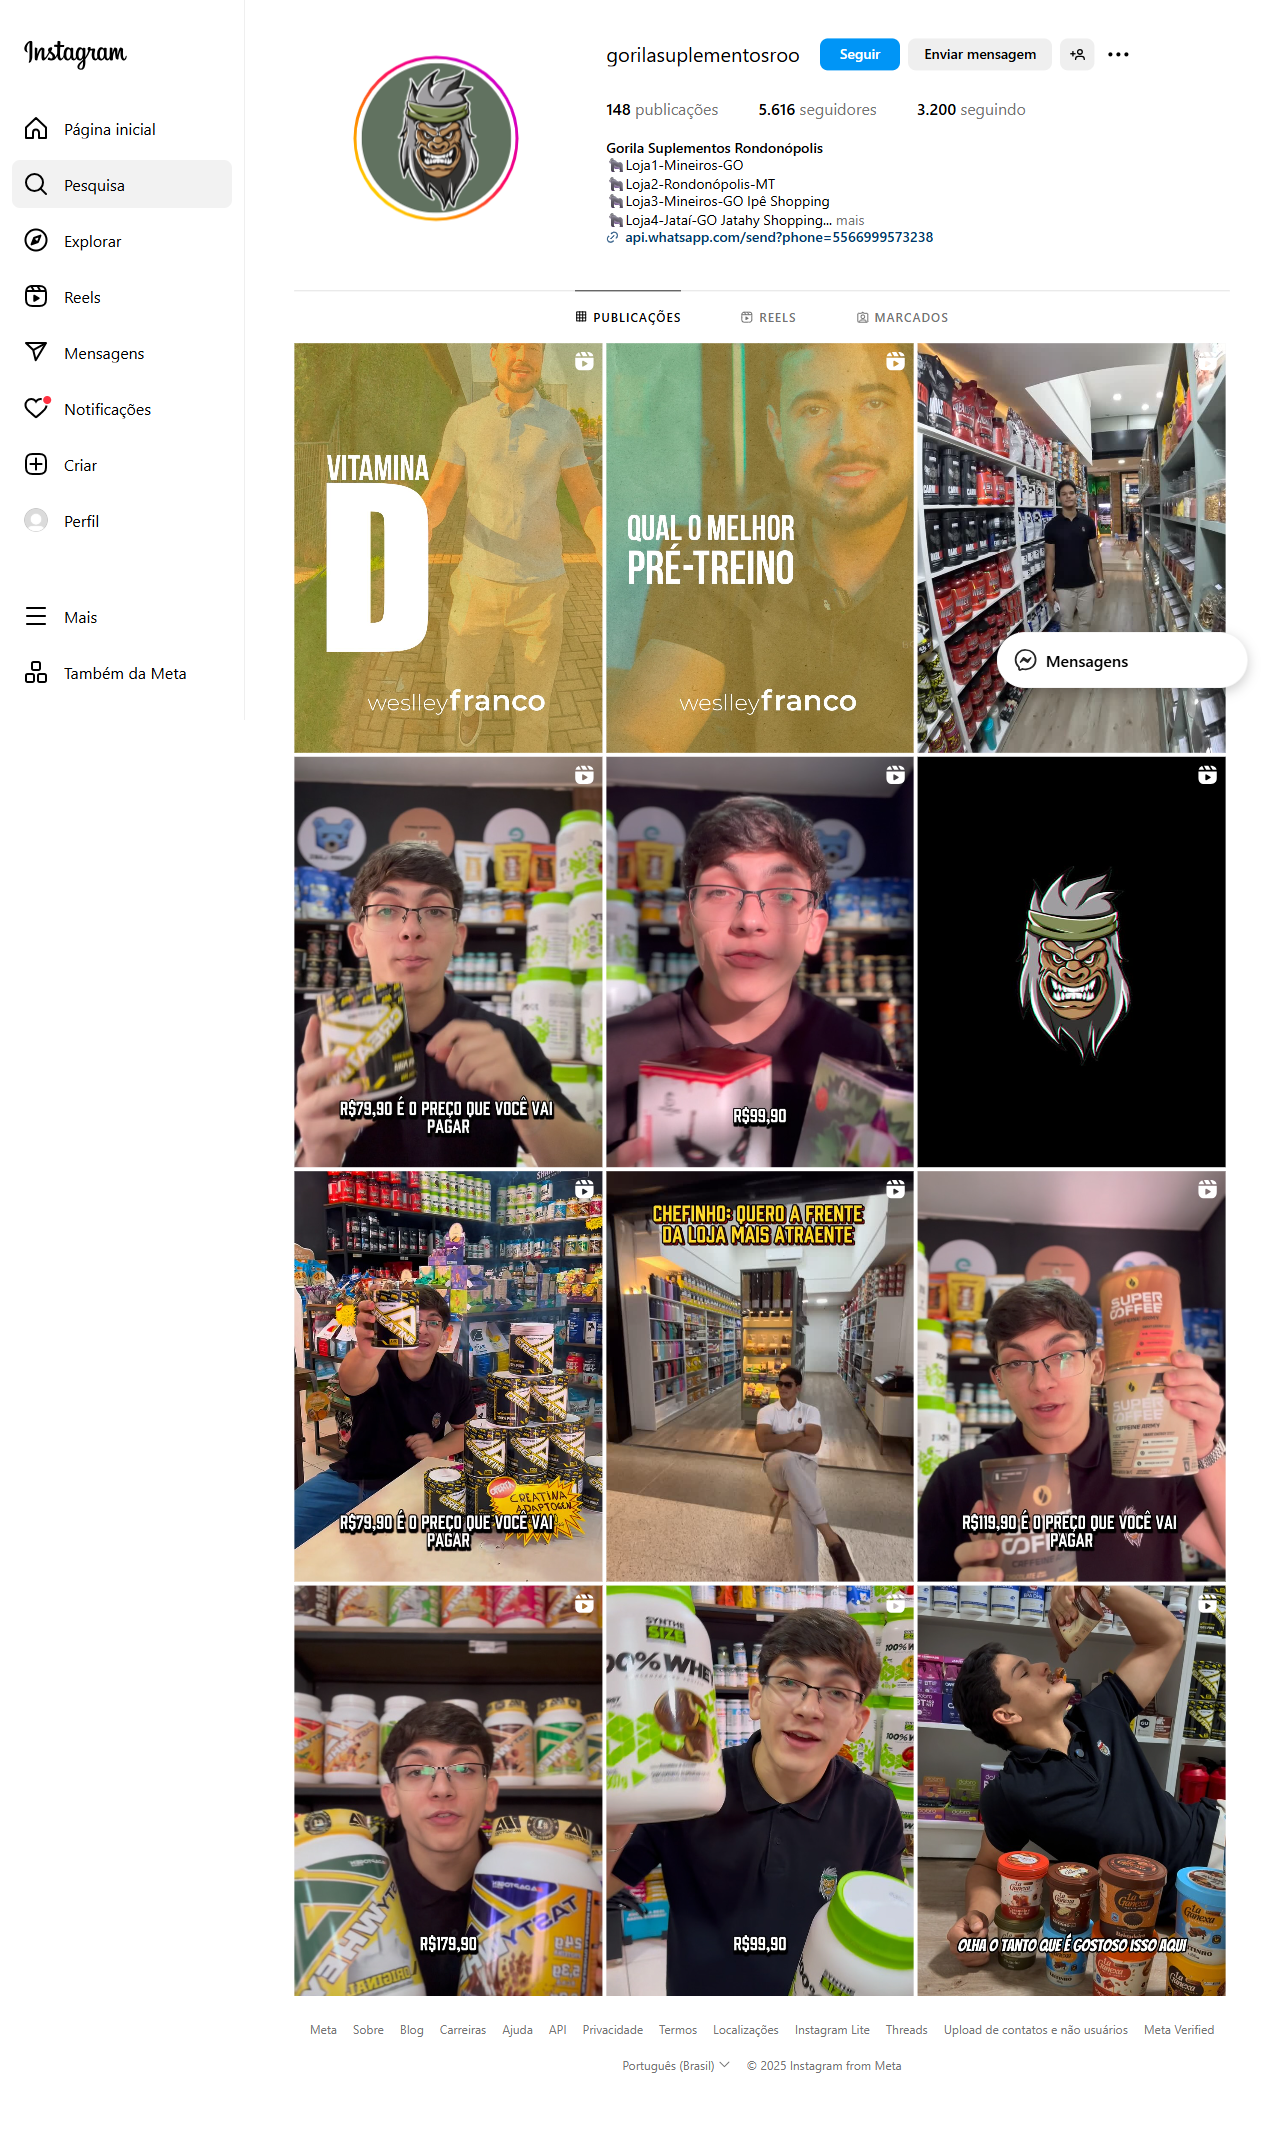 Instagram
Página inicial
Pesquisa
Explorar
Reels
Mensagens
Notificações
Criar
Perfil
Mais
Também da Meta
gorilasuplementosroo
Seguir
Enviar mensagem
148 publicações
5.616 seguidores
3.200 seguindo
Gorila Suplementos Rondonópolis
🦍Loja1-Mineiros-GO
🦍Loja2-Rondonópolis-MT
🦍Loja3-Mineiros-GO Ipê Shopping
🦍Loja4-Jataí-GO Jatahy Shopping... mais
api.whatsapp.com/send?phone=5566999573238
PUBLICAÇÕES
REELS
MARCADOS
VITAMINA
D
weslleyfranco
QUAL O MELHOR
PRÉ-TREINO
weslleyfranco
Mensagens
R$79,90 É O PREÇO QUE VOCÊ VAI
PAGAR
R$99,90
CREATINA
ADAPTOGEN
R$79,90 É O PREÇO QUE VOCÊ VAI
PAGAR
CHEFINHO: QUERO A FRENTE
DA LOJA MAIS ATRAENTE
SUPER
COFFEE
R$119,90 É O PREÇO QUE VOCÊ VAI
PAGAR
R$179,90
SYNTHE
SIZE
100% WHEY
R$99,90
La
Ganexa
OLHA O TANTO QUE É GOSTOSO ISSO AQUI
Meta
Sobre
Blog
Carreiras
Ajuda
API
Privacidade
Termos
Localizações
Instagram Lite
Threads
Upload de contatos e não usuários
Meta Verified
Português (Brasil)
© 2025 Instagram from Meta